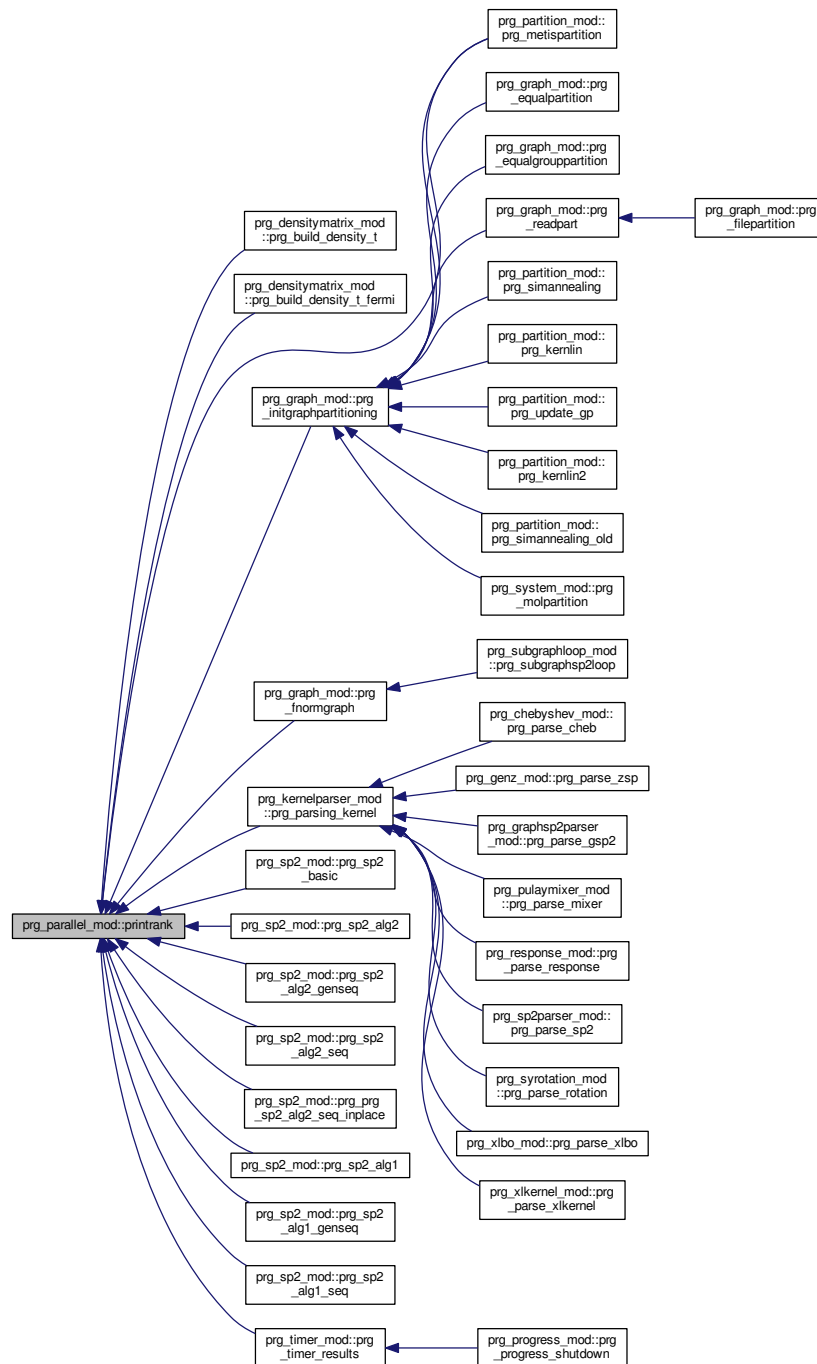 prg_partition_mod::
prg_metispartition
prg_graph_mod::prg
_equalpartition
prg_graph_mod::prg
_equalgrouppartition
prg_graph_mod::prg
_readpart
prg_graph_mod::prg
_filepartition
prg_densitymatrix_mod
::prg_build_density_t
prg_densitymatrix_mod
::prg_build_density_t_fermi
prg_partition_mod::
prg_simannealing
prg_partition_mod::
prg_kernlin
prg_graph_mod::prg
_initgraphpartitioning
prg_partition_mod::
prg_update_gp
prg_partition_mod::
prg_kernlin2
prg_partition_mod::
prg_simannealing_old
prg_system_mod::prg
_molpartition
prg_subgraphloop_mod
::prg_subgraphsp2loop
prg_graph_mod::prg
_fnormgraph
prg_chebyshev_mod::
prg_parse_cheb
prg_genz_mod::prg_parse_zsp
prg_kernelparser_mod
::prg_parsing_kernel
prg_graphsp2parser
_mod::prg_parse_gsp2
prg_sp2_mod::prg_sp2
_basic
prg_pulaymixer_mod
::prg_parse_mixer
prg_parallel_mod::printrank
prg_sp2_mod::prg_sp2_alg2
prg_response_mod::prg
_parse_response
prg_sp2_mod::prg_sp2
_alg2_genseq
prg_sp2parser_mod::
prg_parse_sp2
prg_sp2_mod::prg_sp2
_alg2_seq
prg_syrotation_mod
::prg_parse_rotation
prg_sp2_mod::prg_prg
_sp2_alg2_seq_inplace
prg_xlbo_mod::prg_parse_xlbo
prg_sp2_mod::prg_sp2_alg1
prg_xlkernel_mod::prg
_parse_xlkernel
prg_sp2_mod::prg_sp2
_alg1_genseq
prg_sp2_mod::prg_sp2
_alg1_seq
prg_timer_mod::prg
_timer_results
prg_progress_mod::prg
_progress_shutdown